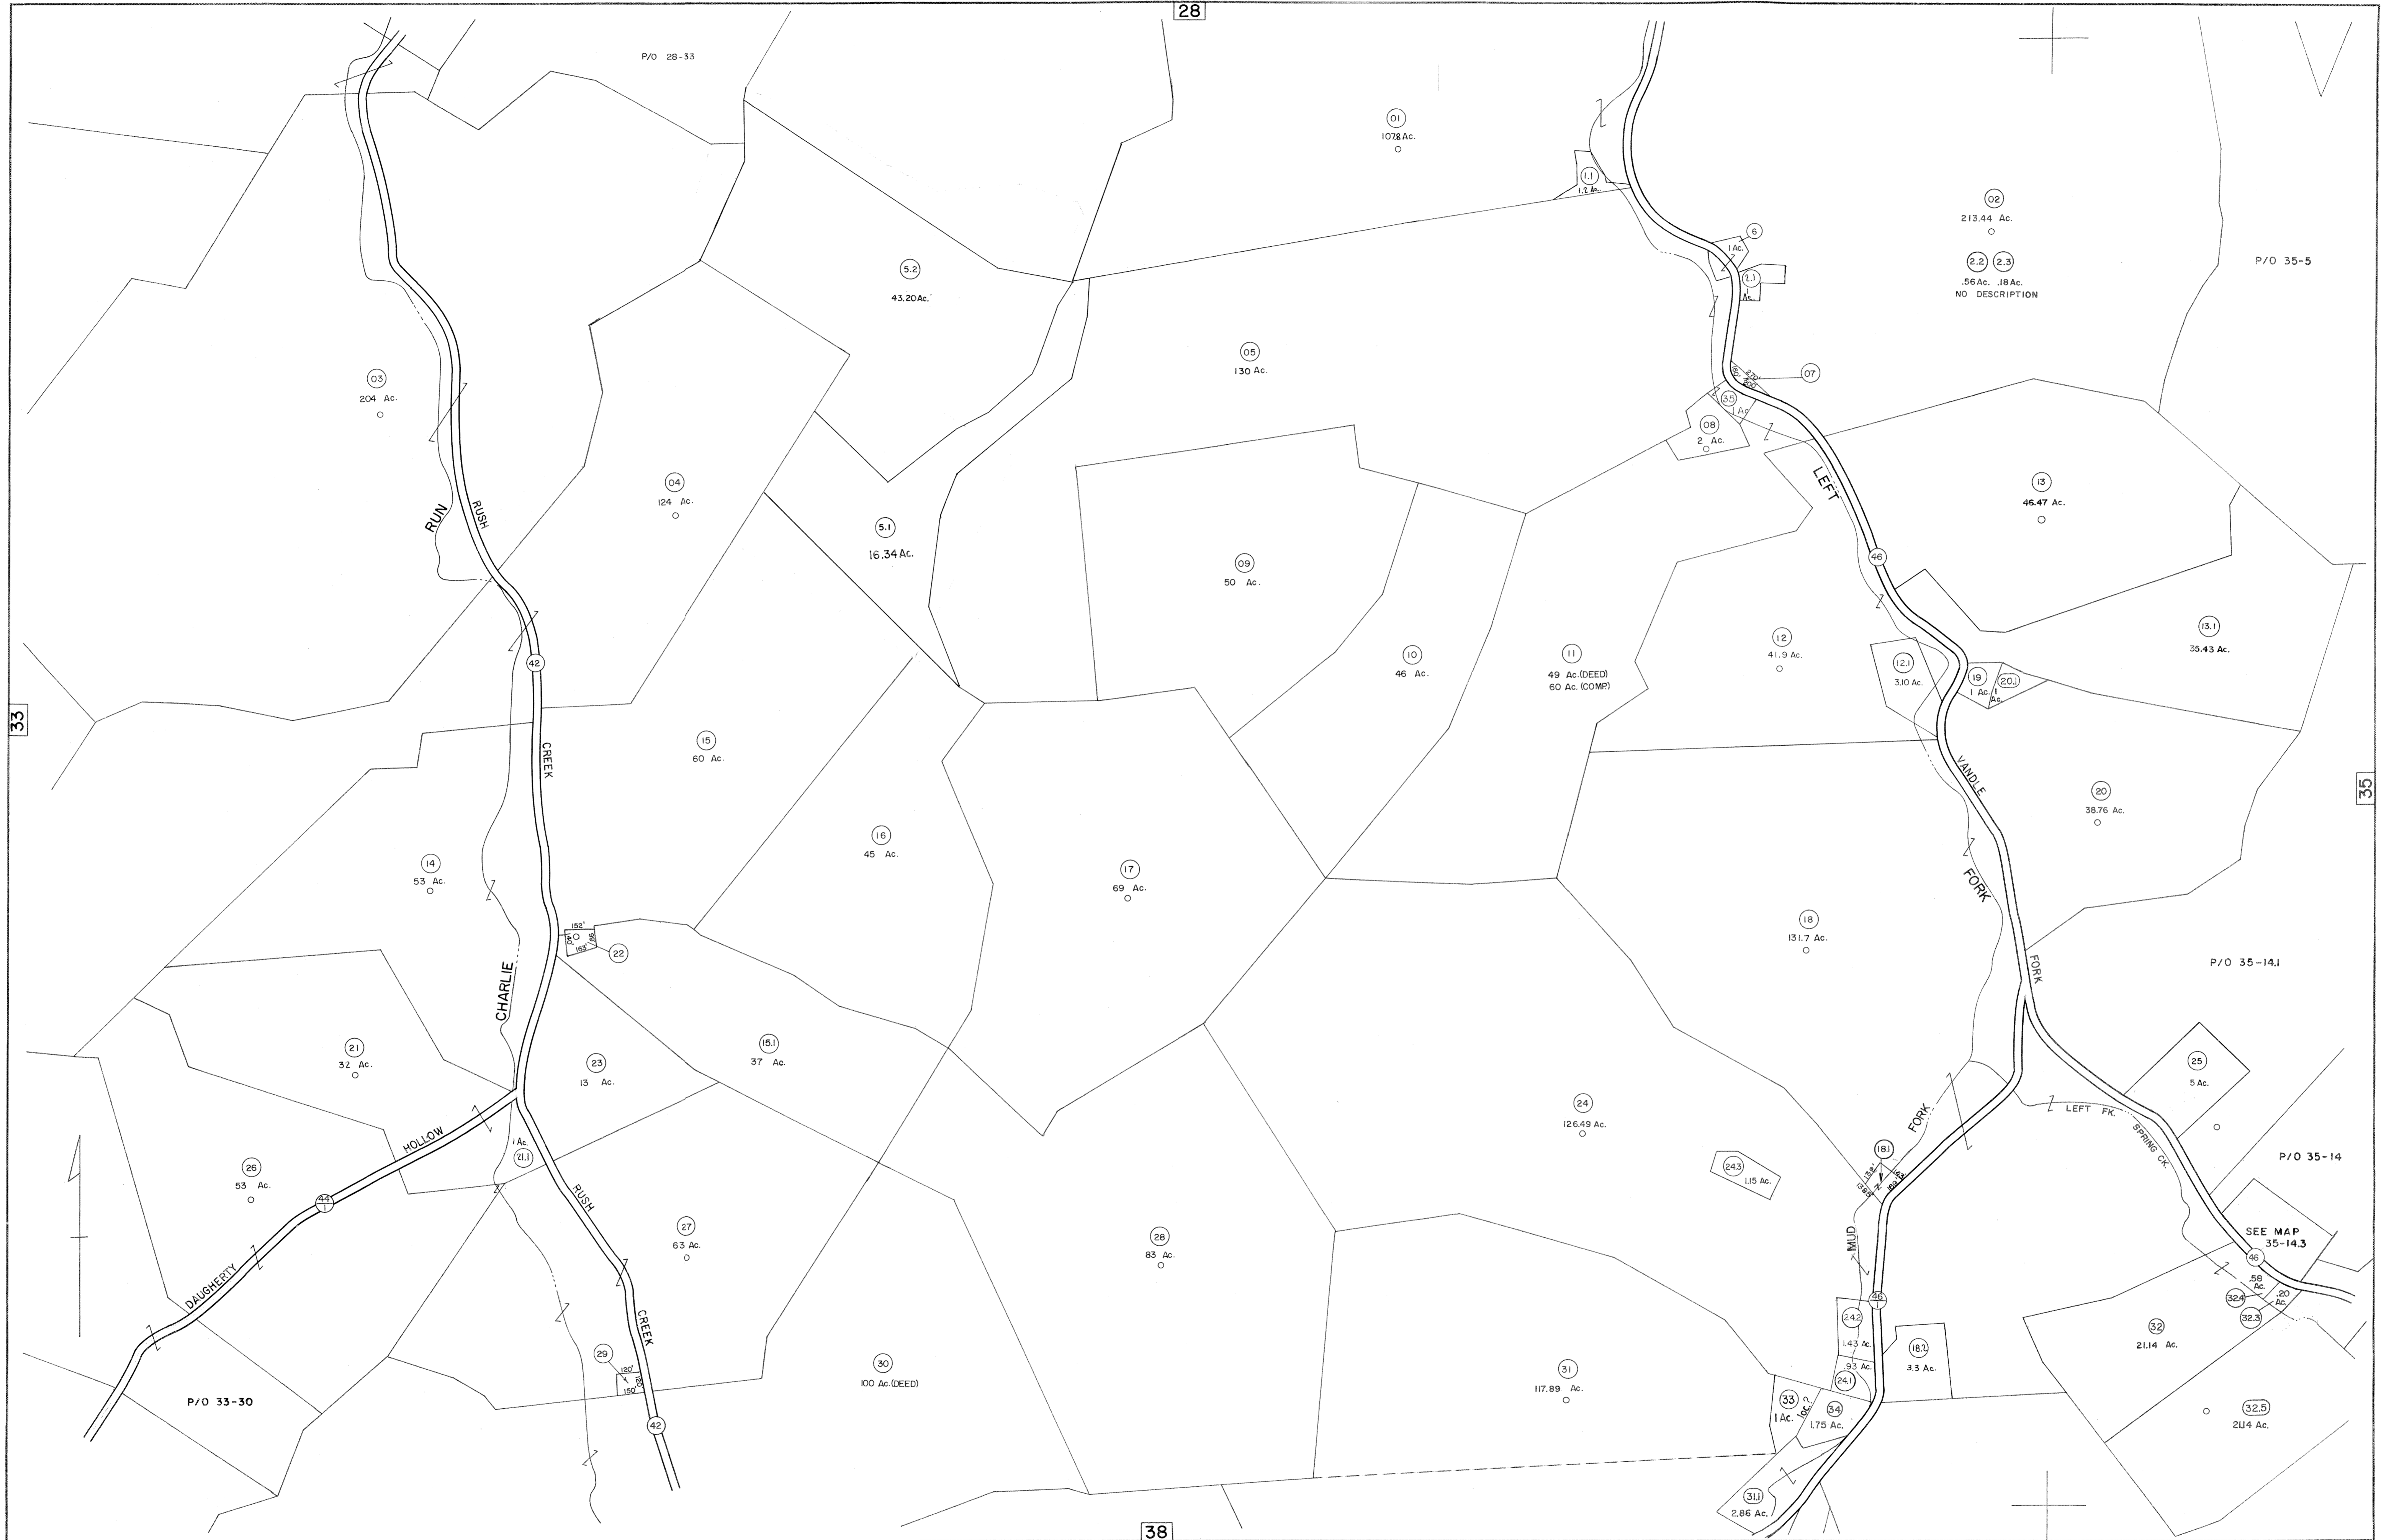 28
P/O 28-33
01
107.8 Ac.
1.1
1.2 Ac.
02
213.44 Ac.
2.2 2.3
.56 Ac. .18 Ac.
NO DESCRIPTION
P/O 35-5
6
1 Ac.
2.1
1
Ac.
5.2
43.20 Ac.
03
204 Ac.
05
130 Ac.
07
270'
35
1 Ac.
08
2 Ac.
04
124 Ac.
RUN
RUSH
5.1
16.34 Ac.
LEFT
13
46.47 Ac.
46
09
50 Ac.
10
46 Ac.
11
49 Ac.(DEED)
60 Ac. (COMP.)
12
41.9 Ac.
12.1
3.10 Ac.
13.1
35.43 Ac.
19
1 Ac.
20.1
1
Ac.
42
33
CREEK
15
60 Ac.
VANDLE
20
38.76 Ac.
35
14
53 Ac.
16
45 Ac.
17
69 Ac.
FORK
18
131.7 Ac.
152'
140'
163'
22
FORK
P/O 35-14.1
CHARLIE
21
32 Ac.
23
13 Ac.
15.1
37 Ac.
25
5 Ac.
24
126.49 Ac.
FORK
LEFT FK.
SPRING CK.
P/O 35-14
HOLLOW
1 Ac.
21.1
26
53 Ac.
44
1
24.3
1.15 Ac.
18.1
RUSH
27
63 Ac.
28
83 Ac.
MUD
SEE MAP
35-14.3
46
DAUGHERTY
.58
Ac.
.20
Ac.
32.4
32.3
46
1
24.2
1.43 Ac.
18.2
3.3 Ac.
32
21.14 Ac.
CREEK
29
120'
120'
150'
30
100 Ac.(DEED)
31
117.89 Ac.
.93 Ac.
24.1
P/O 33-30
33
1 Ac.
loc. ?
34
1.75 Ac.
32.5
21.14 Ac.
42
31.1
2.86 Ac.
38